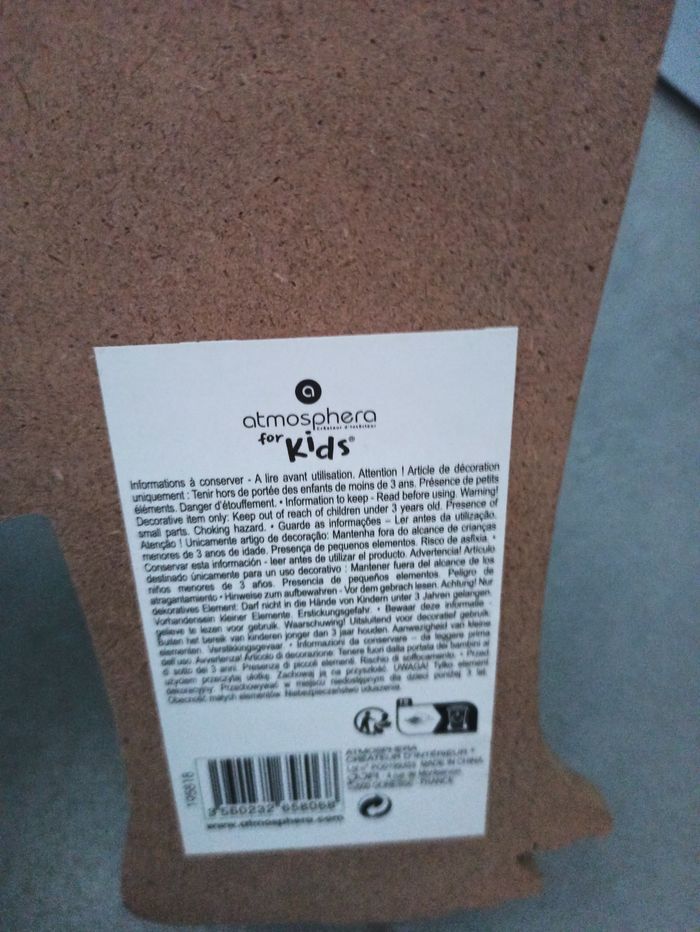 a
atmosphera
Créateur d'intérieur
for Kids®
Informations à conserver - A lire avant utilisation. Attention ! Article de décoration
uniquement : Tenir hors de portée des enfants de moins de 3 ans. Présence de petits
éléments. Danger d'étouffement. • Information to keep - Read before using. Warning!
Decorative item only: Keep out of reach of children under 3 years old. Presence of
small parts. Choking hazard. • Guarde as informações – Ler antes da utilização.
Atenção ! Unicamente artigo de decoração: Mantenha fora do alcance de crianças
menores de 3 anos de idade. Presença de pequenos elementos. Risco de asfixia. •
Conservar esta información - leer antes de utilizar el producto. Advertencia! Artículo
destinado únicamente para un uso decorativo : Mantener fuera del alcance de los
niños menores de 3 años. Presencia de pequeños elementos. Peligro de
atragantamiento • Hinweise zum aufbewahren - Vor dem gebrach lesen. Achtung! Nur
dekoratives Element. Darf nicht in die Hände von Kindern unter 3 Jahren gelangen.
Vorhandensein kleiner Elemente. Erstickungsgefahr. • Bewaar deze informatie -
gelieve te lezen voor gebruik. Waarschuwing! Uitsluitend voor decoratief gebruik.
Buiten het bereik van kinderen jonger dan 3 jaar houden. Aanwezigheid van kleine
elementen. Verstikkingsgevaar. • Informazioni da conservare – da leggere prima
dell'uso. Avvertenza! Articolo di decorazione: Tenere fuori dalla portata dei bambini al
di sotto dei 3 anni. Presenza di piccoli elementi. Rischio di soffocamento. • Przed
użyciem przeczytaj ulotkę. Zachowaj ją na przyszłość. UWAGA! Tylko element
dekoracyjny. Przechowywać w miejscu niedostępnym dla dzieci poniżej 3 lat.
Obecność małych elementów. Niebezpieczeństwo uduszenia.
FR
ATMOSPHERA
CRÉATEUR D'INTÉRIEUR
MADE IN CHINA
JJA
GONESSE - FRANCE
195818
3 560232 658068
www.atmosphera.com